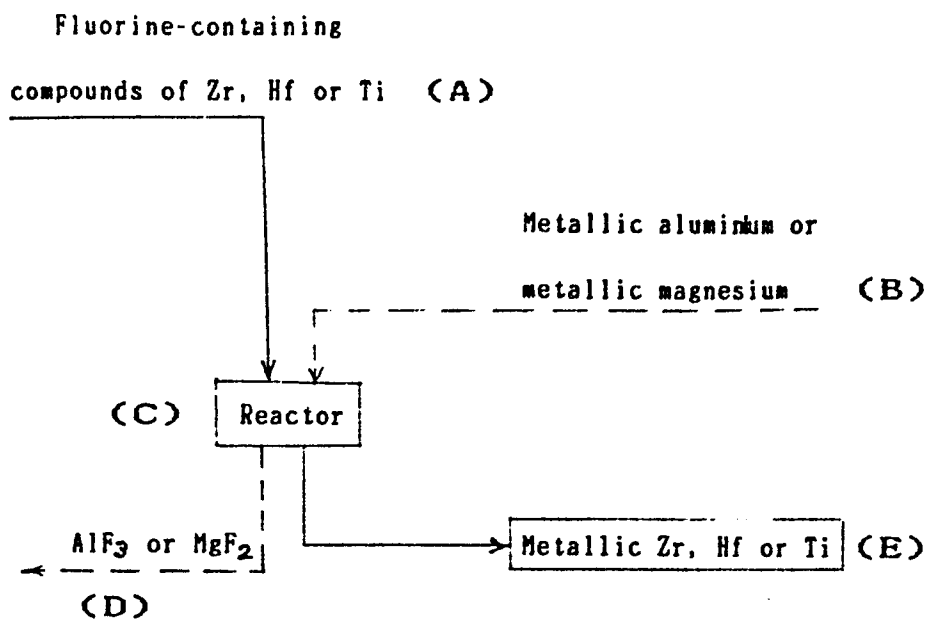 Fluorine-containing
compounds of Zr, Hf or Ti (A)
Metallic aluminium or
metallic magnesium (B)
(C) Reactor
AlF3 or MgF2
Metallic Zr, Hf or Ti (E)
(D)